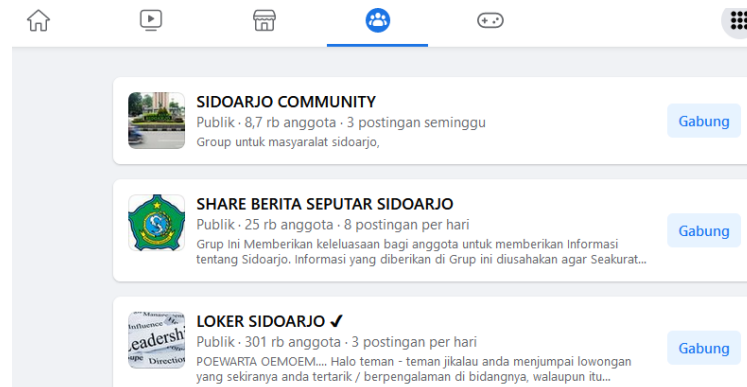 SIDOARJO COMMUNITY
Publik · 8,7 rb anggota · 3 postingan seminggu
Group untuk masyaralat sidoarjo,
Gabung
SHARE BERITA SEPUTAR SIDOARJO
Publik · 25 rb anggota · 8 postingan per hari
Grup Ini Memberikan keleluasaan bagi anggota untuk memberikan Informasi
tentang Sidoarjo. Informasi yang diberikan di Grup ini diusahakan agar Seakurat...
Gabung
Influence
eadersh
Directio
LOKER SIDOARJO ✔
Publik · 301 rb anggota · 3 postingan per hari
POEWARTA OEMOEM.... Halo teman - teman jikalau anda menjumpai lowongan
yang sekiranya anda tertarik / berpengalaman di bidangnya, walaupun itu...
Gabung